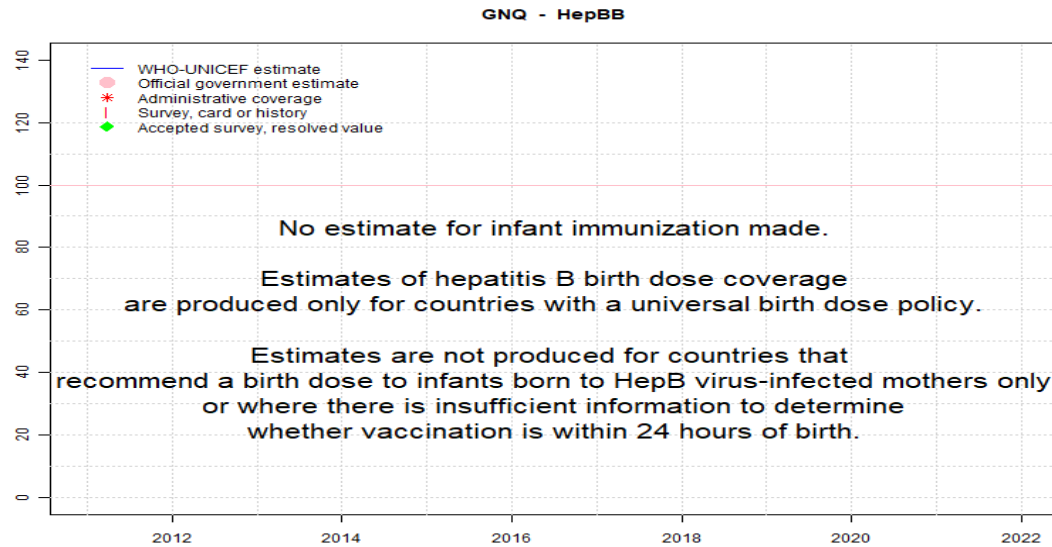 GNQ - HepBB
WHO-UNICEF estimate
Official government estimate
Administrative coverage
Survey, card or history
Accepted survey, resolved value
140
120
100
80
60
40
20
0
No estimate for infant immunization made.
Estimates of hepatitis B birth dose coverage
are produced only for countries with a universal birth dose policy.
Estimates are not produced for countries that
recommend a birth dose to infants born to HepB virus-infected mothers only
or where there is insufficient information to determine
whether vaccination is within 24 hours of birth.
2012 2014 2016 2018 2020 2022